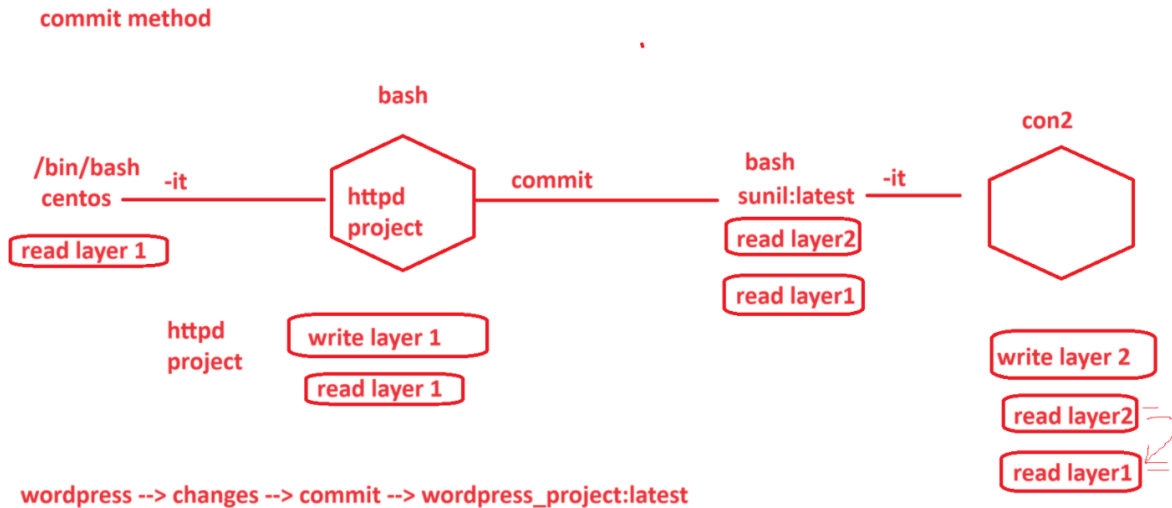 commit method
bash
con2
/bin/bash
centos
-it
httpd
project
commit
bash
sunil:latest
-it
read layer 1
read layer2
read layer1
httpd
project
write layer 1
read layer 1
write layer 2
read layer2
read layer1
wordpress --> changes --> commit --> wordpress_project:latest